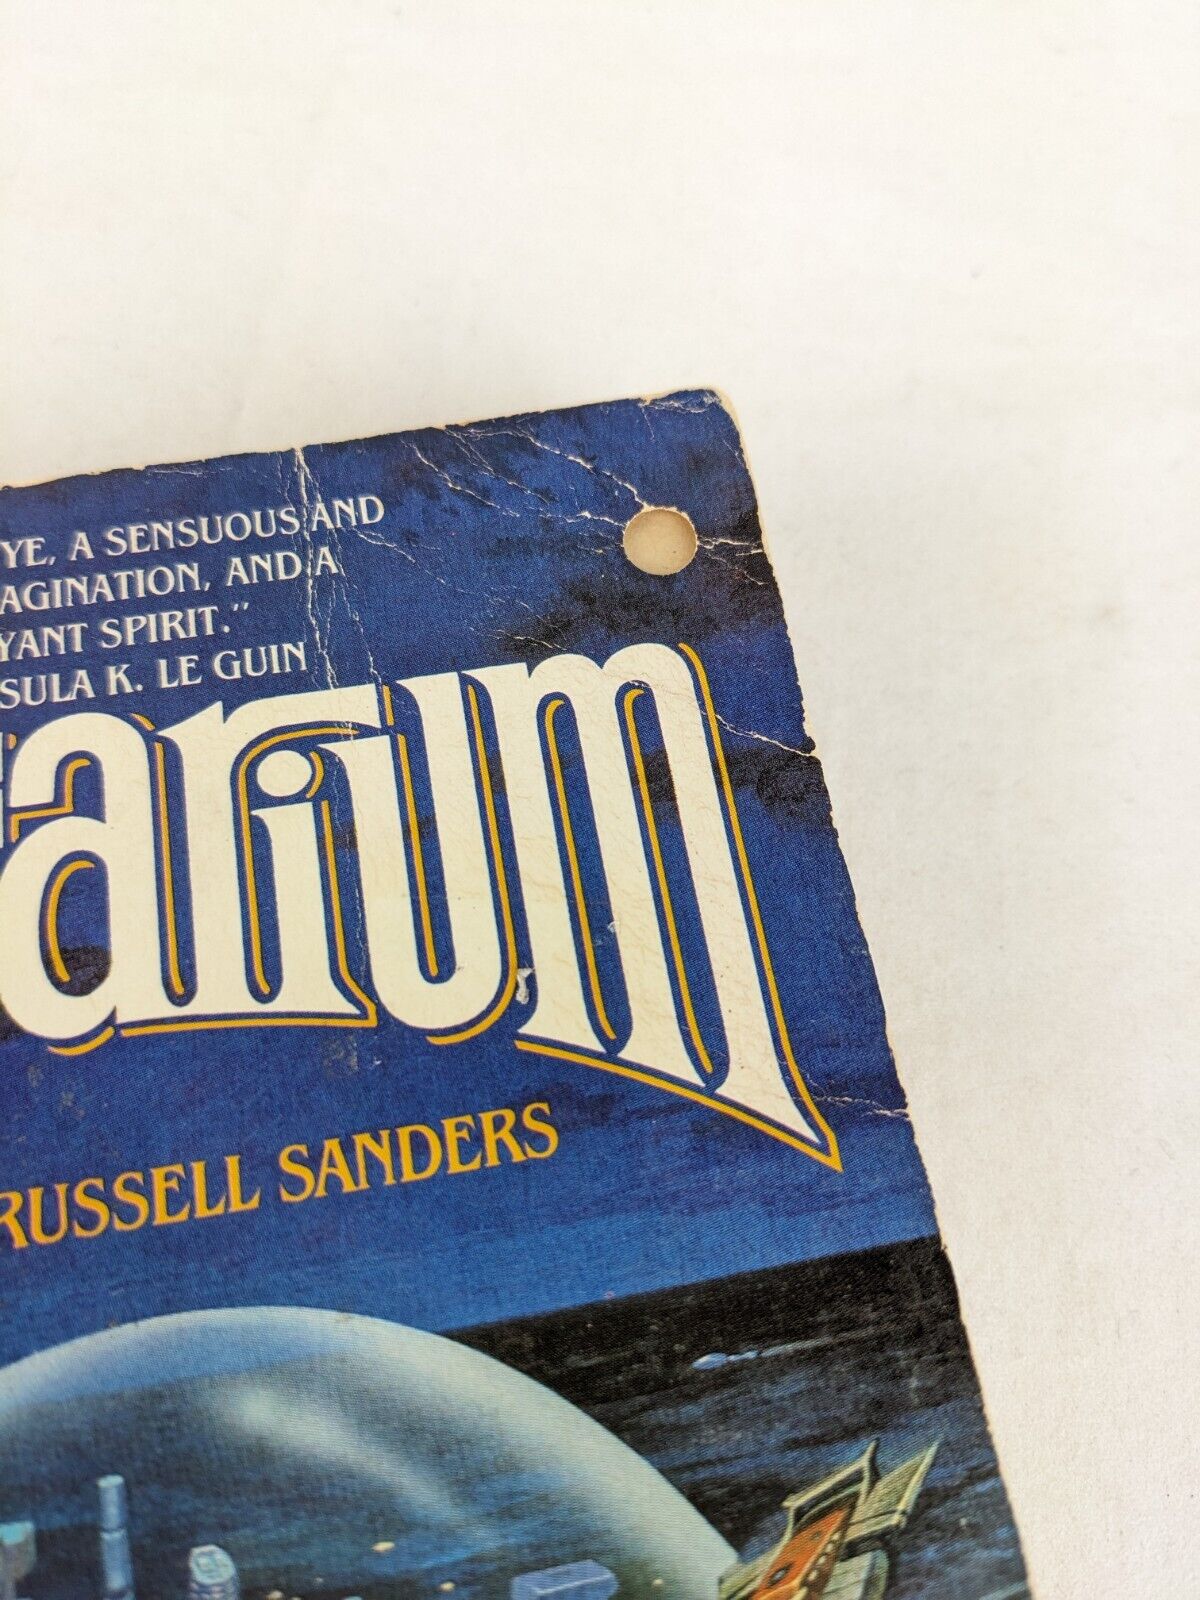 YE, A SENSUOUS AND
AGINATION, AND A
YANT SPIRIT."
SULA K. LE GUIN
arium
RUSSELL SANDERS